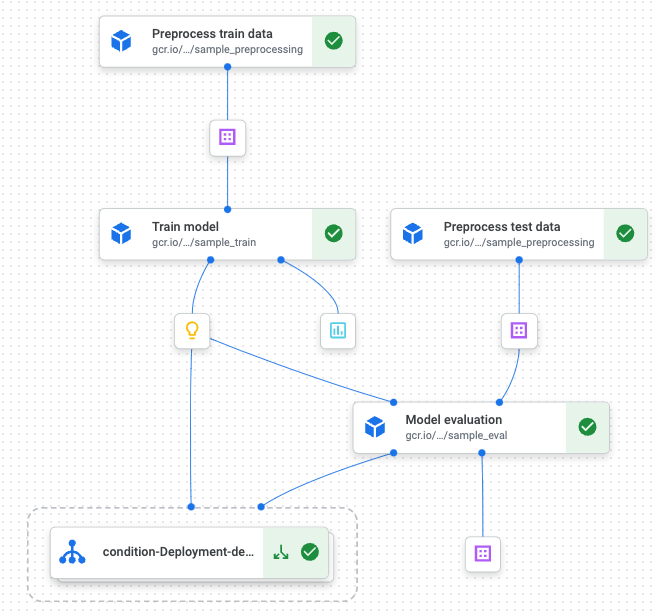 Preprocess train data
gcr.io/.../sample_preprocessing
Train model
gcr.io/.../sample_train
Preprocess test data
gcr.io/.../sample_preprocessing
Model evaluation
gcr.io/.../sample_eval
condition-Deployment-de...